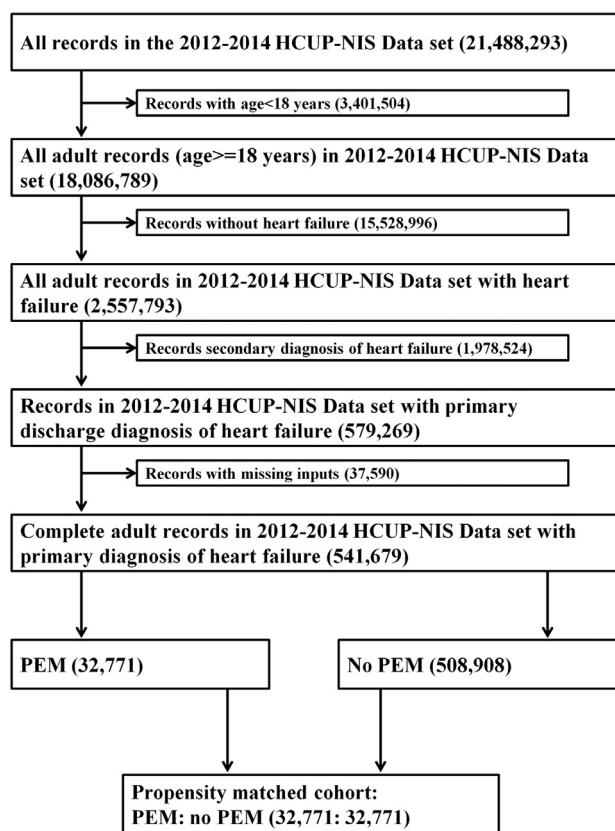 All records in the 2012-2014 HCUP-NIS Data set (21,488,293)
Records with age<18 years (3,401,504)
All adult records (age>=18 years) in 2012-2014 HCUP-NIS Data
set (18,086,789)
Records without heart failure (15,528,996)
All adult records in 2012-2014 HCUP-NIS Data set with heart
failure (2,557,793)
Records secondary diagnosis of heart failure (1,978,524)
Records in 2012-2014 HCUP-NIS Data set with primary
discharge diagnosis of heart failure (579,269)
Records with missing inputs (37,590)
Complete adult records in 2012-2014 HCUP-NIS Data set with
primary diagnosis of heart failure (541,679)
PEM (32,771)
No PEM (508,908)
Propensity matched cohort:
PEM: no PEM (32,771: 32,771)